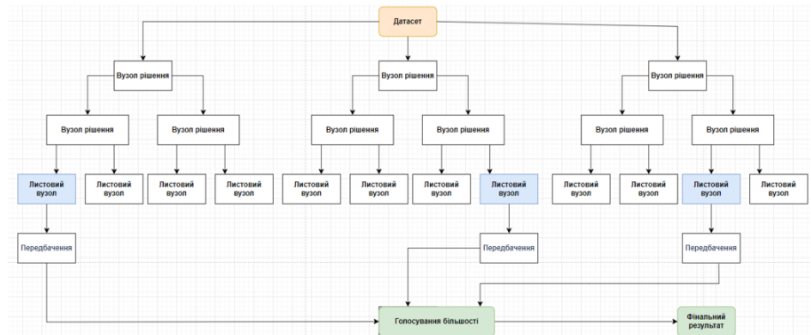 Датасет
Вузол рішення
Вузол рішення
Вузол рішення
Вузол рішення
Вузол рішення
Вузол рішення
Вузол рішення
Вузол рішення
Вузол рішення
Листовий
вузол
Листовий
вузол
Листовий
вузол
Листовий
вузол
Листовий
вузол
Листовий
вузол
Листовий
вузол
Листовий
вузол
Листовий
вузол
Листовий
вузол
Листовий
вузол
Листовий
вузол
Передбачення
Передбачення
Передбачення
Голосування більшості
Фінальний
результат